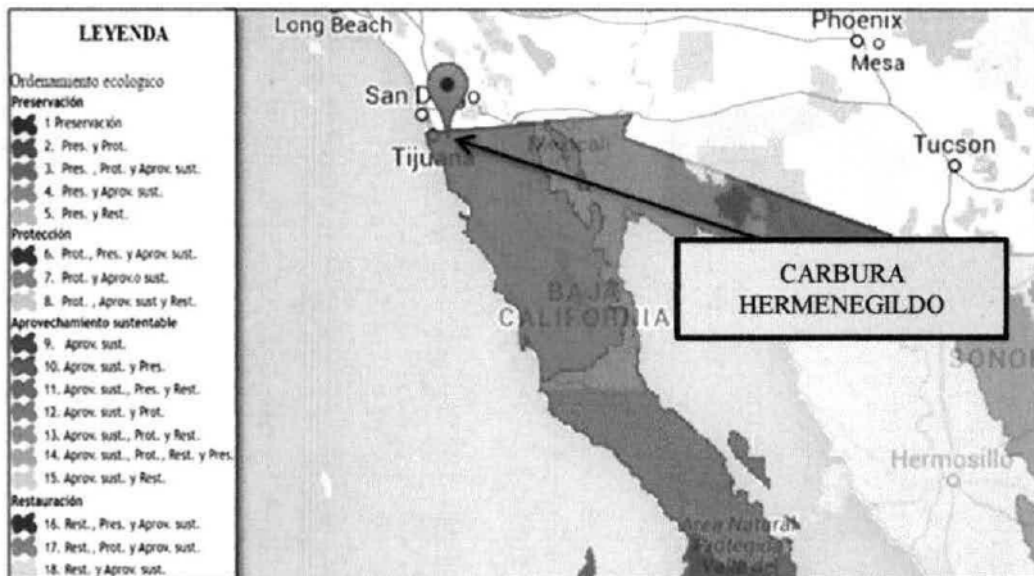 LEYENDA
Ordenamiento ecologico
Preservación
1 Preservación
2. Pres. y Prot.
3. Pres. , Prot. y Aprov. sust.
4. Pres. y Aprov. sust.
5. Pres. y Rest.
Protección
6. Prot., Pres. y Aprov. sust.
7. Prot. y Aprov.o sust.
8. Prot. , Aprov. sust y Rest.
Aprovechamiento sustentable
9. Aprov. sust.
10. Aprov. sust. y Pres.
11. Aprov. sust., Pres. y Rest.
12. Aprov. sust. y Prot.
13. Aprov. sust., Prot. y Rest.
14. Aprov. sust., Prot., Rest. y Pres.
15. Aprov. sust. y Rest.
Restauración
16. Rest., Pres. y Aprov. sust.
17. Rest., Prot. y Aprov. sust.
18. Rest. y Aprov. sust.
Long Beach
Phoenix
Mesa
San D go
Tijuana
Mexicali
Tucson
CARBURA
HERMENEGILDO
BAJA
CALIFORNIA
SONO
Hermosillo
Área Natural
Protegida
Valle de